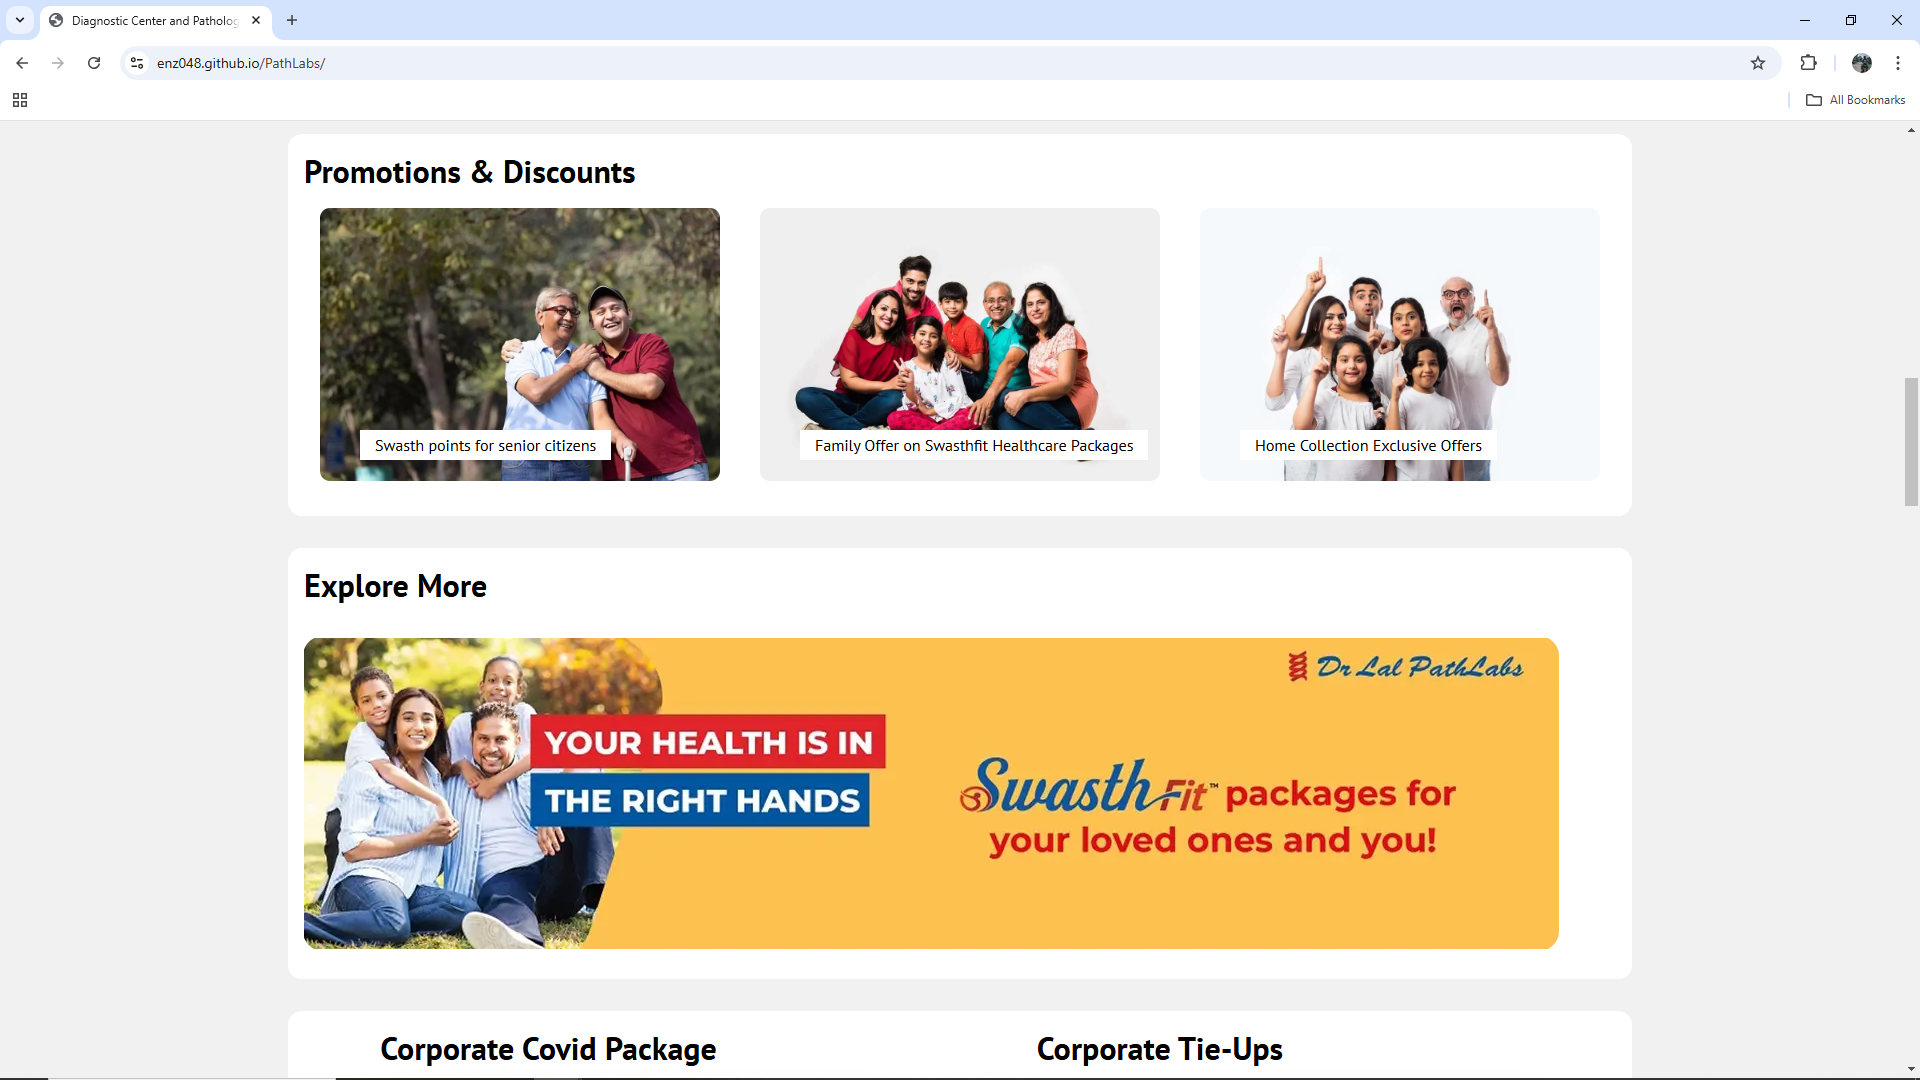 Diagnostic Center and Patholog
enz048.github.io/PathLabs/
All Bookmarks
Promotions & Discounts
Swasth points for senior citizens
Family Offer on Swasthfit Healthcare Packages
Home Collection Exclusive Offers
Explore More
Dr Lal PathLabs
YOUR HEALTH IS IN
THE RIGHT HANDS
SwasthFit™ packages for
your loved ones and you!
Corporate Covid Package
Corporate Tie-Ups